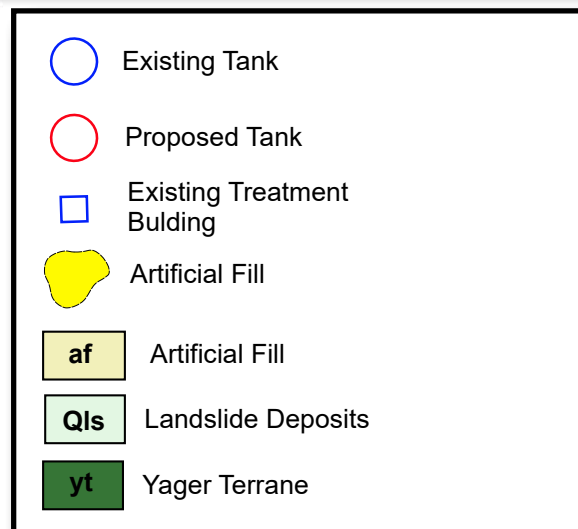 Existing Tank
Proposed Tank
Existing Treatment
Bulding
Artificial Fill
af Artificial Fill
Qls Landslide Deposits
yt Yager Terrane